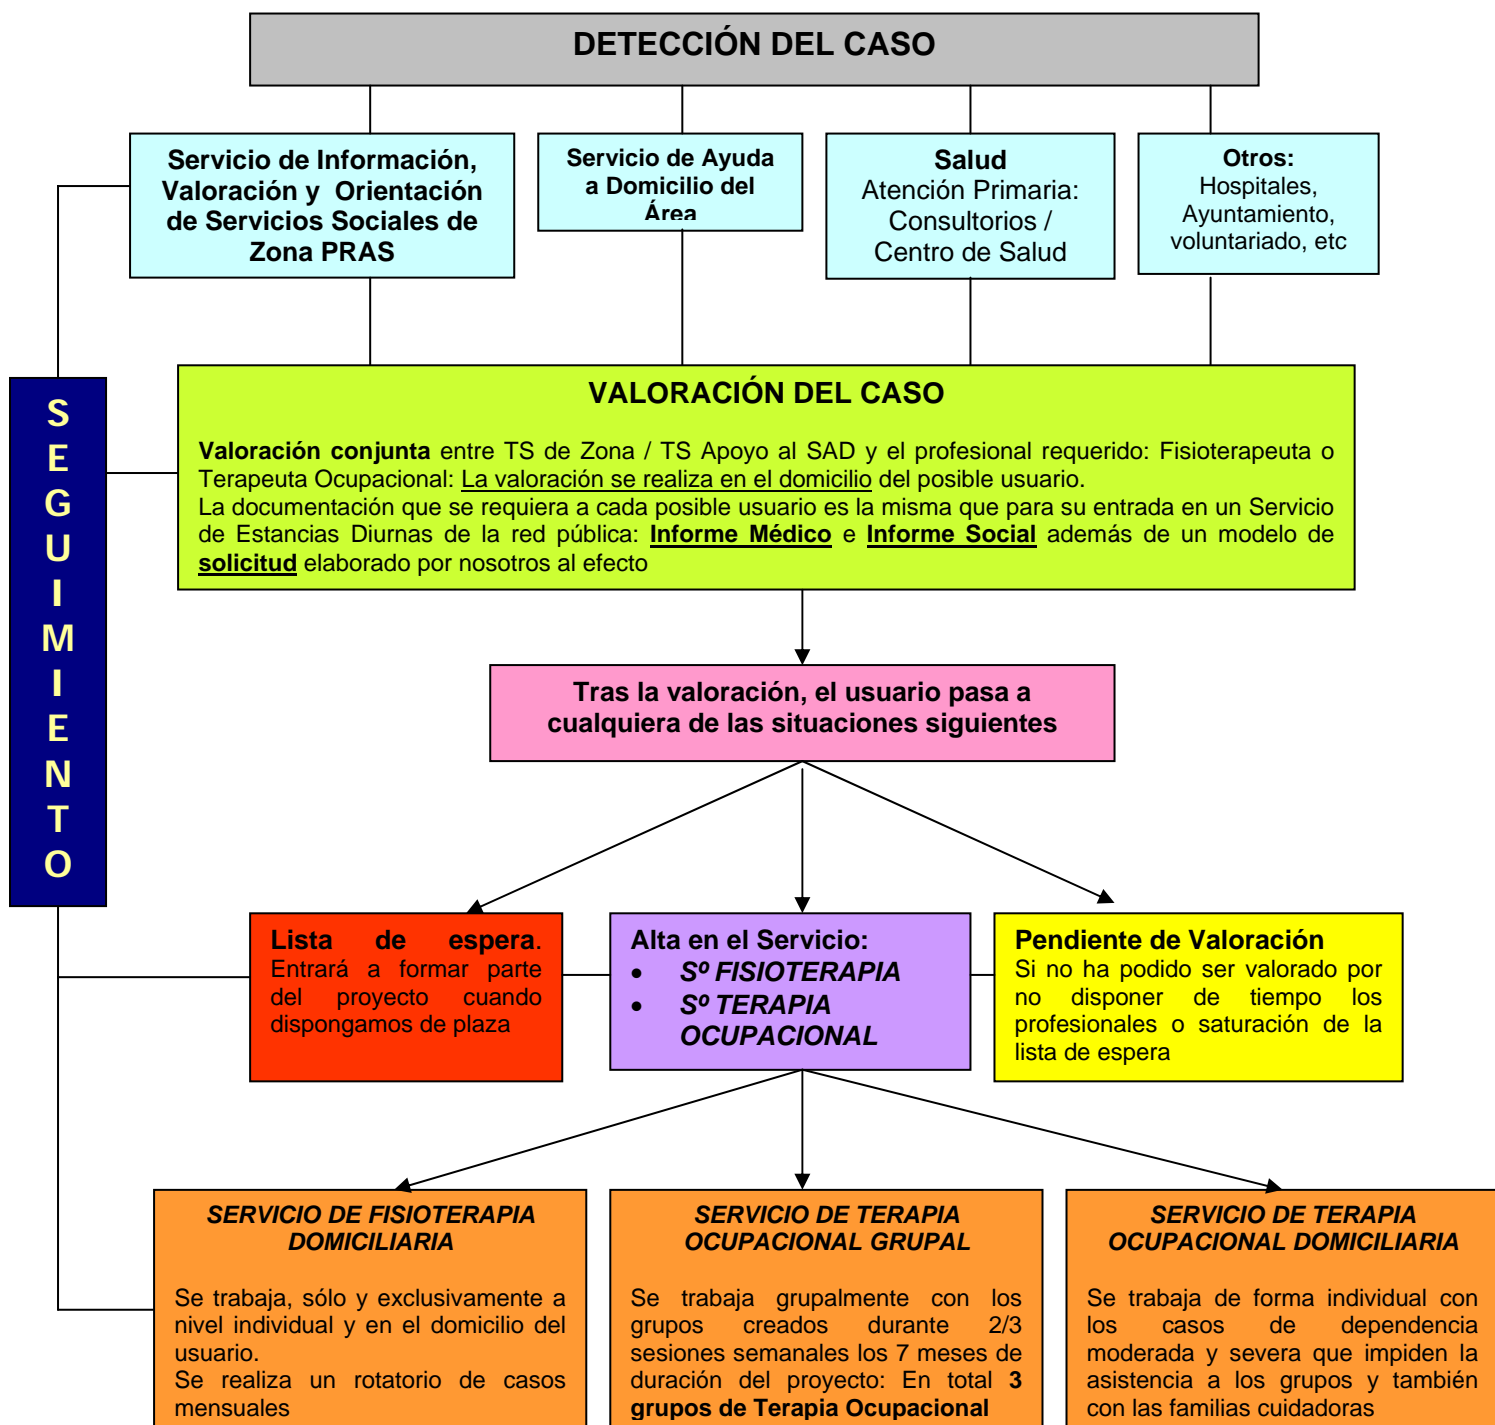 DETECCIÓN DEL CASO
Servicio de Información,
Valoración y Orientación
de Servicios Sociales de
Zona PRAS
Servicio de Ayuda
a Domicilio del
Área
Salud
Atención Primaria:
Consultorios /
Centro de Salud
Otros:
Hospitales,
Ayuntamiento,
voluntariado, etc
S
E
G
U
I
M
I
E
N
T
O
VALORACIÓN DEL CASO
Valoración conjunta entre TS de Zona / TS Apoyo al SAD y el profesional requerido: Fisioterapeuta o
Terapeuta Ocupacional: La valoración se realiza en el domicilio del posible usuario.
La documentación que se requiera a cada posible usuario es la misma que para su entrada en un Servicio
de Estancias Diurnas de la red pública: Informe Médico e Informe Social además de un modelo de
solicitud elaborado por nosotros al efecto
Tras la valoración, el usuario pasa a
cualquiera de las situaciones siguientes
Lista de espera.
Entrará a formar parte
del proyecto cuando
dispongamos de plaza
Alta en el Servicio:
• Sº FISIOTERAPIA
• Sº TERAPIA
OCUPACIONAL
Pendiente de Valoración
Si no ha podido ser valorado por
no disponer de tiempo los
profesionales o saturación de la
lista de espera
SERVICIO DE FISIOTERAPIA
DOMICILIARIA
Se trabaja, sólo y exclusivamente a
nivel individual y en el domicilio del
usuario.
Se realiza un rotatorio de casos
mensuales
SERVICIO DE TERAPIA
OCUPACIONAL GRUPAL
Se trabaja grupalmente con los
grupos creados durante 2/3
sesiones semanales los 7 meses de
duración del proyecto: En total 3
grupos de Terapia Ocupacional
SERVICIO DE TERAPIA
OCUPACIONAL DOMICILIARIA
Se trabaja de forma individual con
los casos de dependencia
moderada y severa que impiden la
asistencia a los grupos y también
con las familias cuidadoras